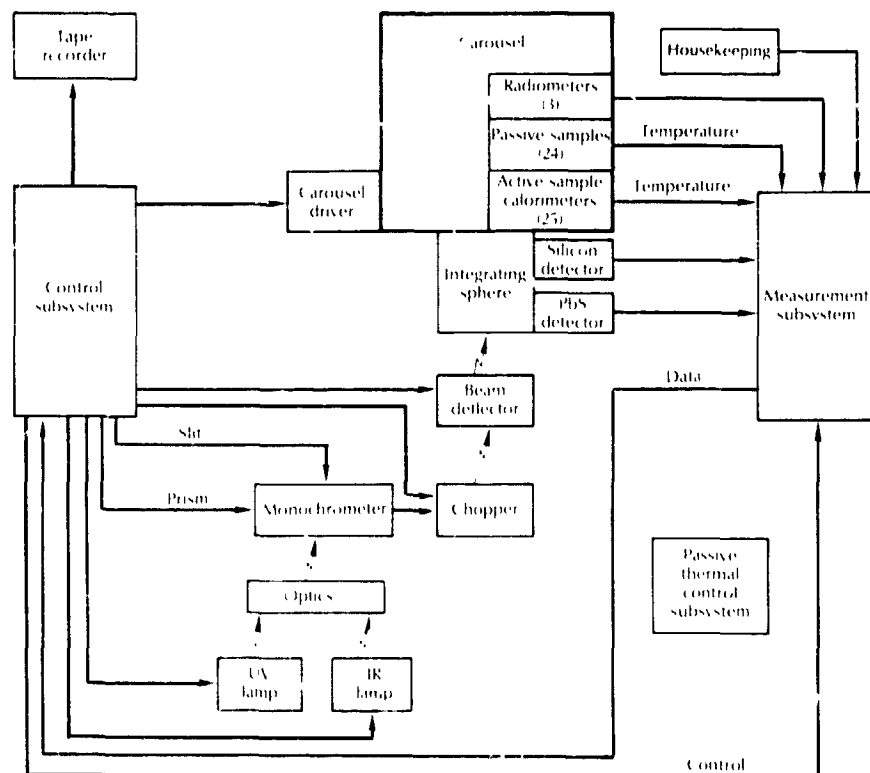 Tape
recorder
Carousel
Housekeeping
Radiometers
(3)
Passive samples
(24)
Active sample
calorimeters
(25)
Temperature
Temperature
Carousel
driver
Control
subsystem
Integrating
sphere
Silicon
detector
PbS
detector
Measurement
subsystem
Beam
deflector
Data
Slit
Prism
Monochrometer
Chopper
Optics
Passive
thermal
control
subsystem
UV
lamp
IR
lamp
Control